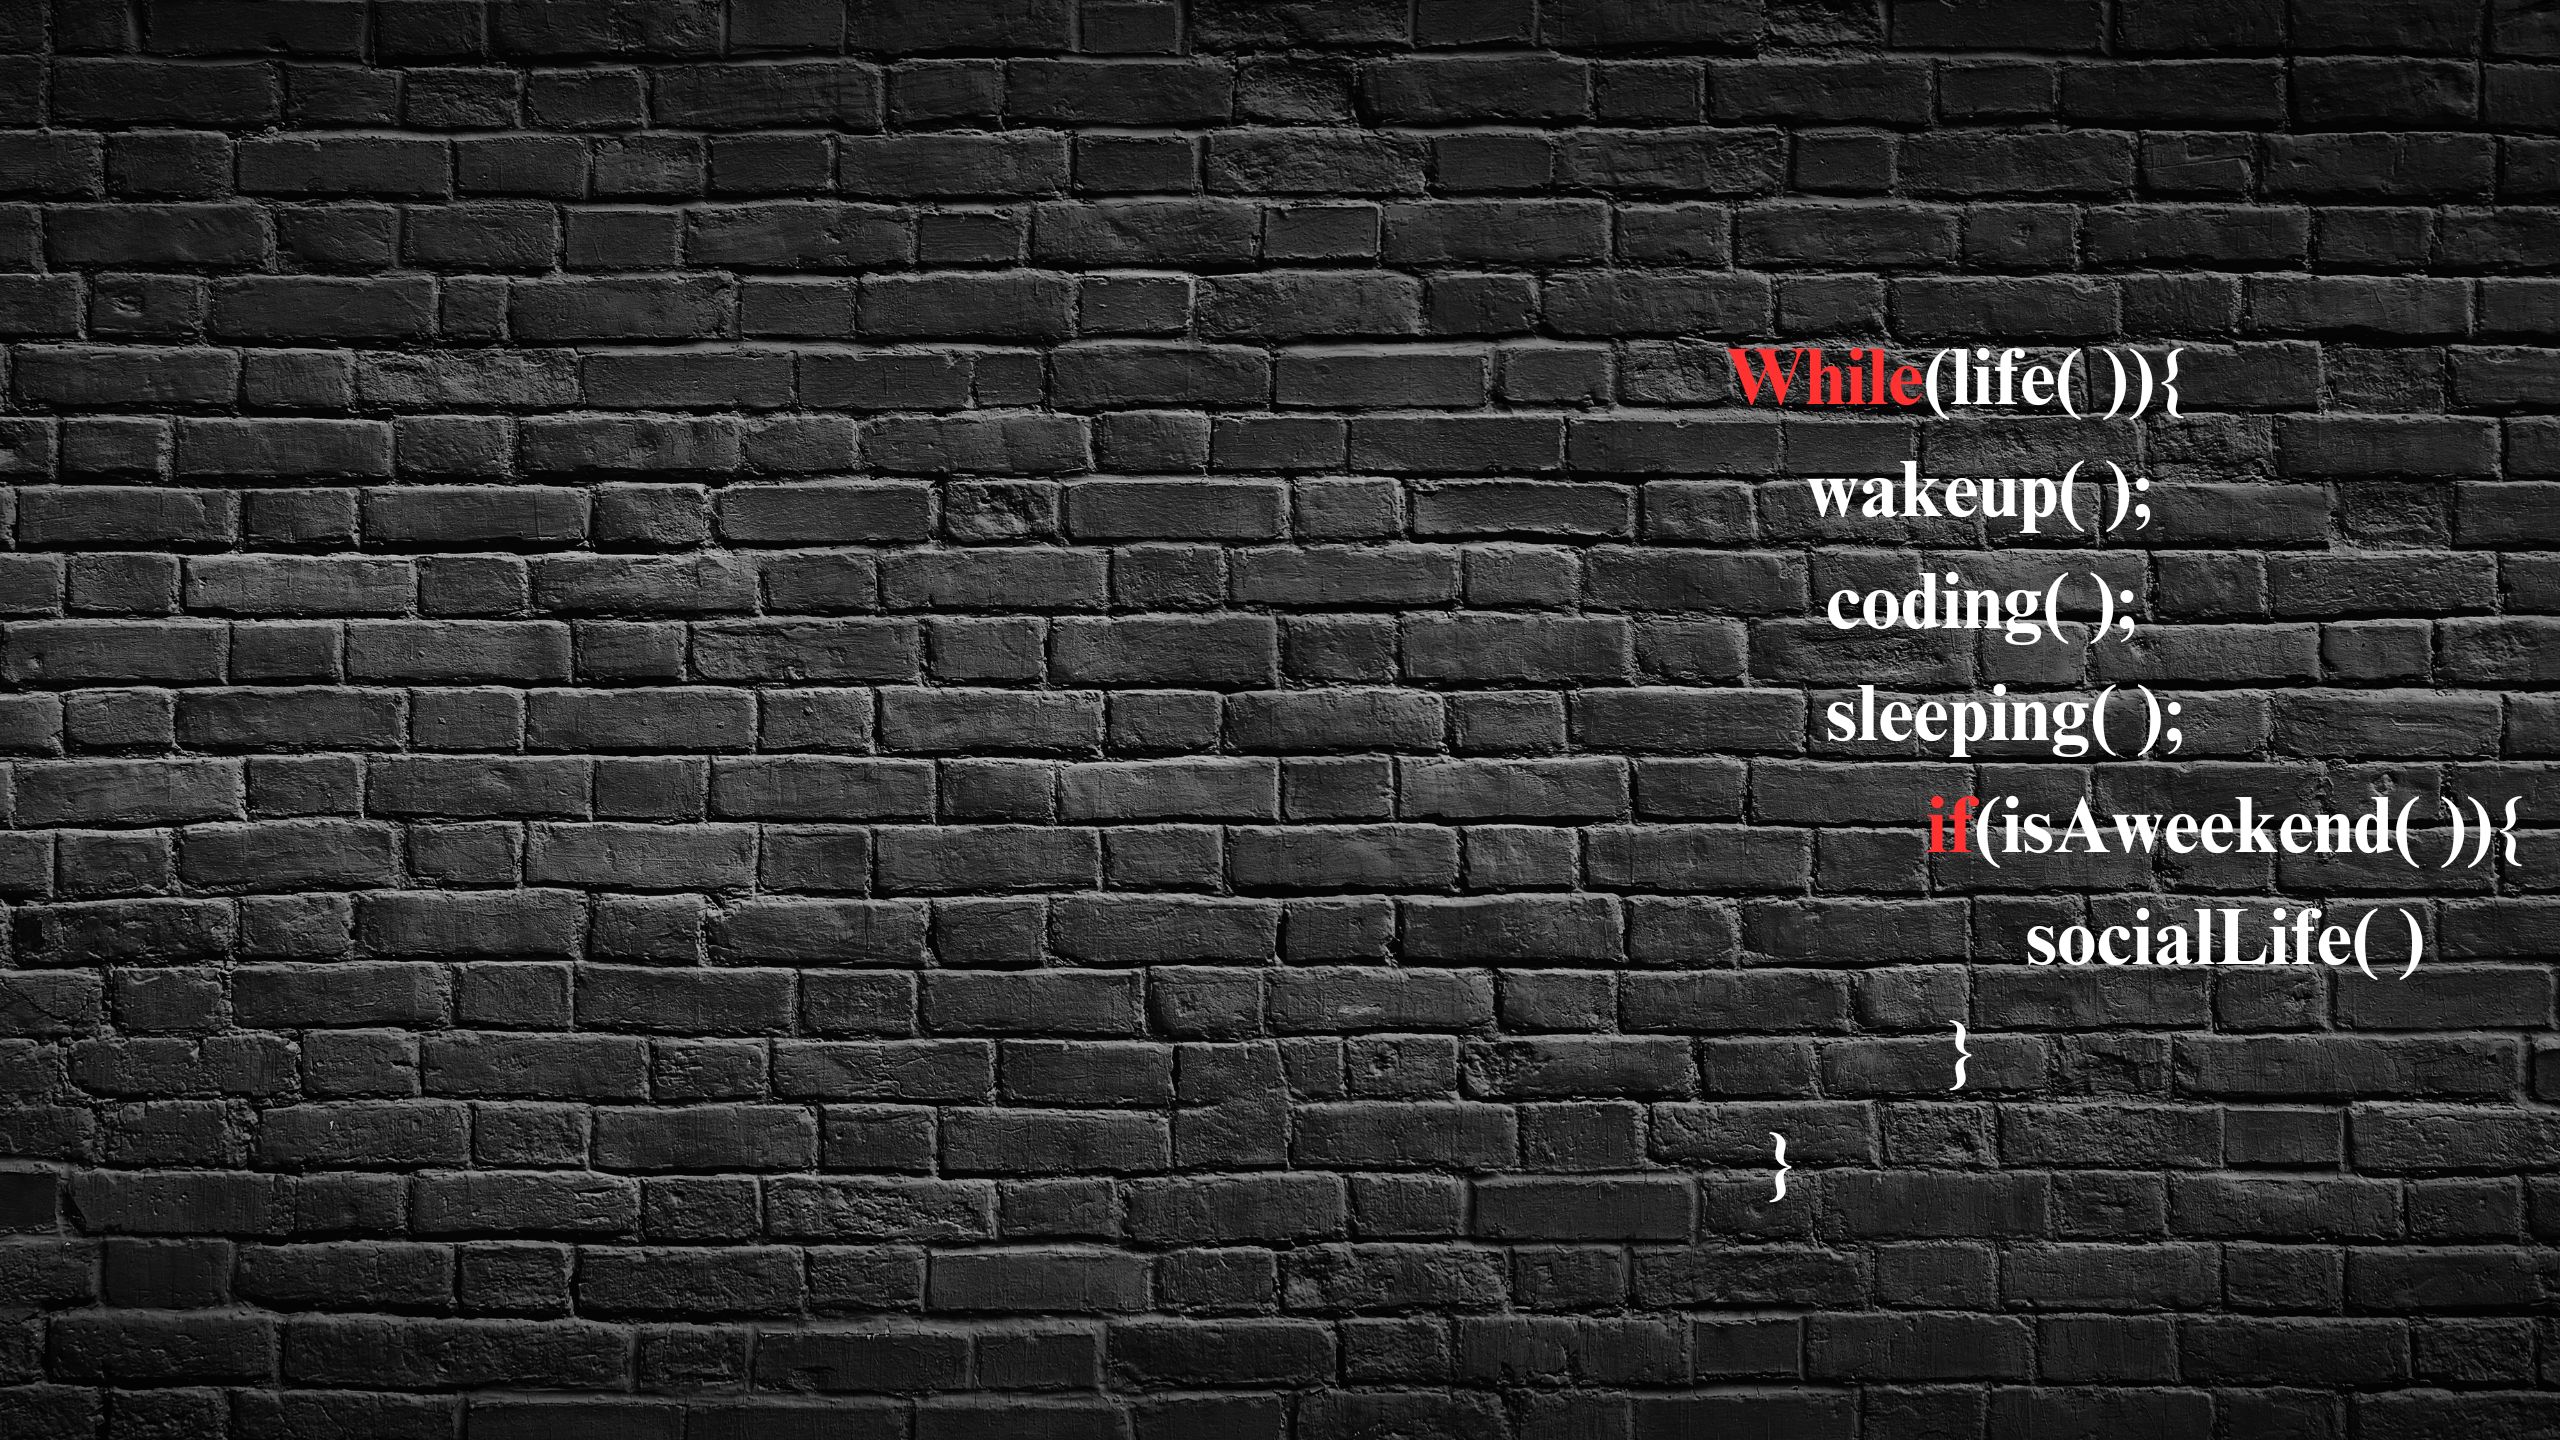 While(life( )){
wakeup( );
coding( );
sleeping( );
if(isAweekend( )){
socialLife( )
}
}